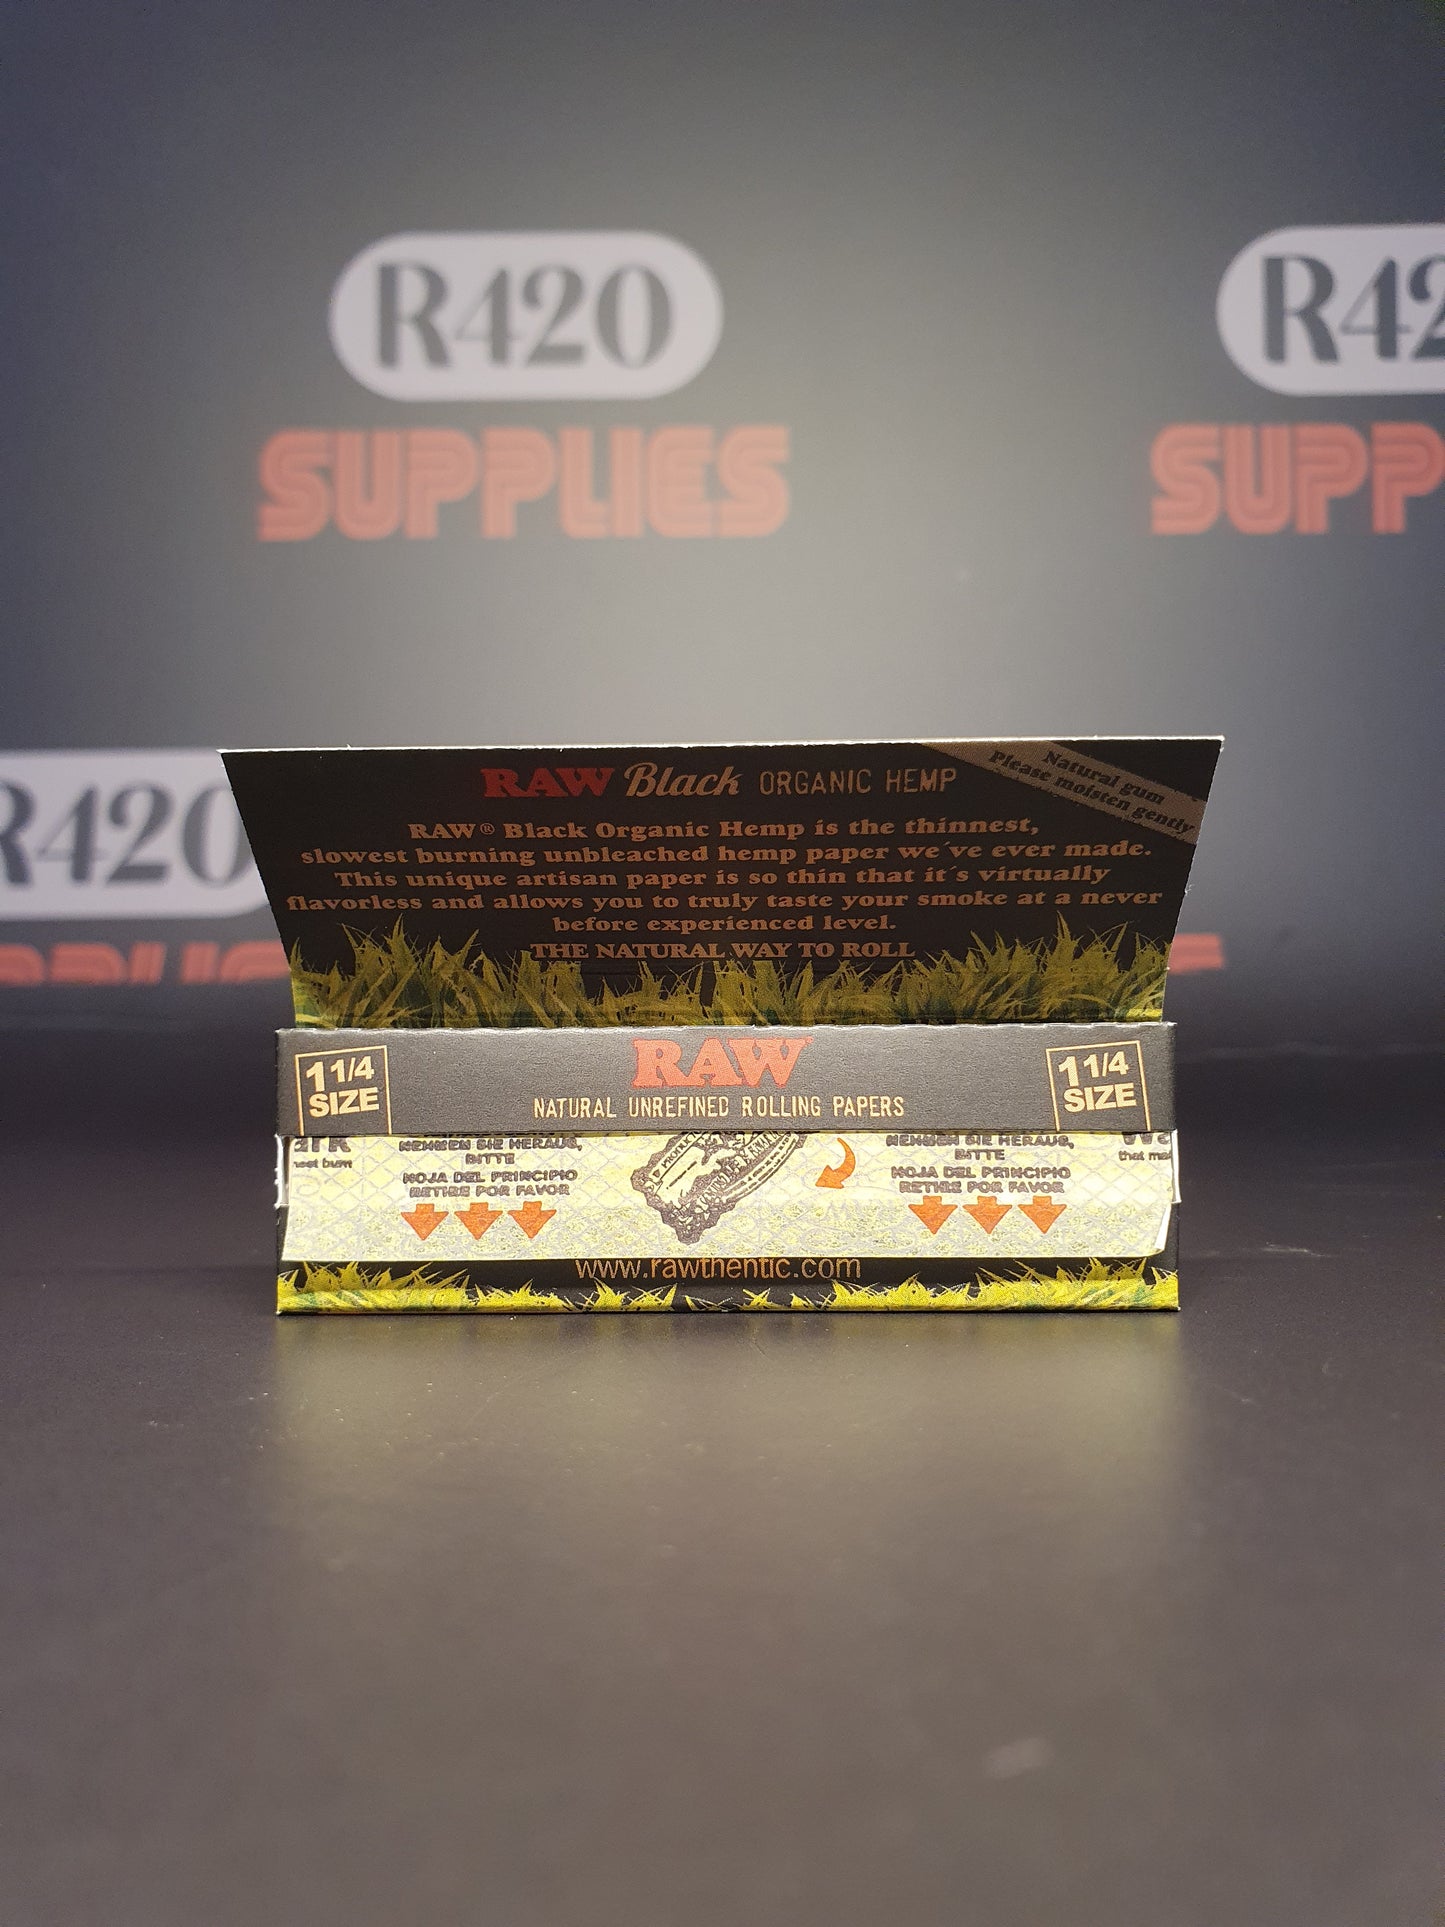 R420
SUPPLIES
R42
SUPP
R420
RAW Black ORGANIC HEMP
Natural gum
Please moisten gently
RAW® Black Organic Hemp is the thinnest,
slowest burning unbleached hemp paper we´ve ever made.
This unique artisan paper is so thin that it´s virtually
flavorless and allows you to truly taste your smoke at a never
before experienced level.
THE NATURAL WAY TO ROLL
1 1/4
SIZE
RAW
NATURAL UNREFINED ROLLING PAPERS
1 1/4
SIZE
NEHMEN SIE HERAUS,
BITTE
HOJA DEL PRINCIPIO
RETIRE POR FAVOR
NEHMEN SIE HERAUS,
BITTE
HOJA DEL PRINCIPIO
RETIRE POR FAVOR
www.rawthentic.com